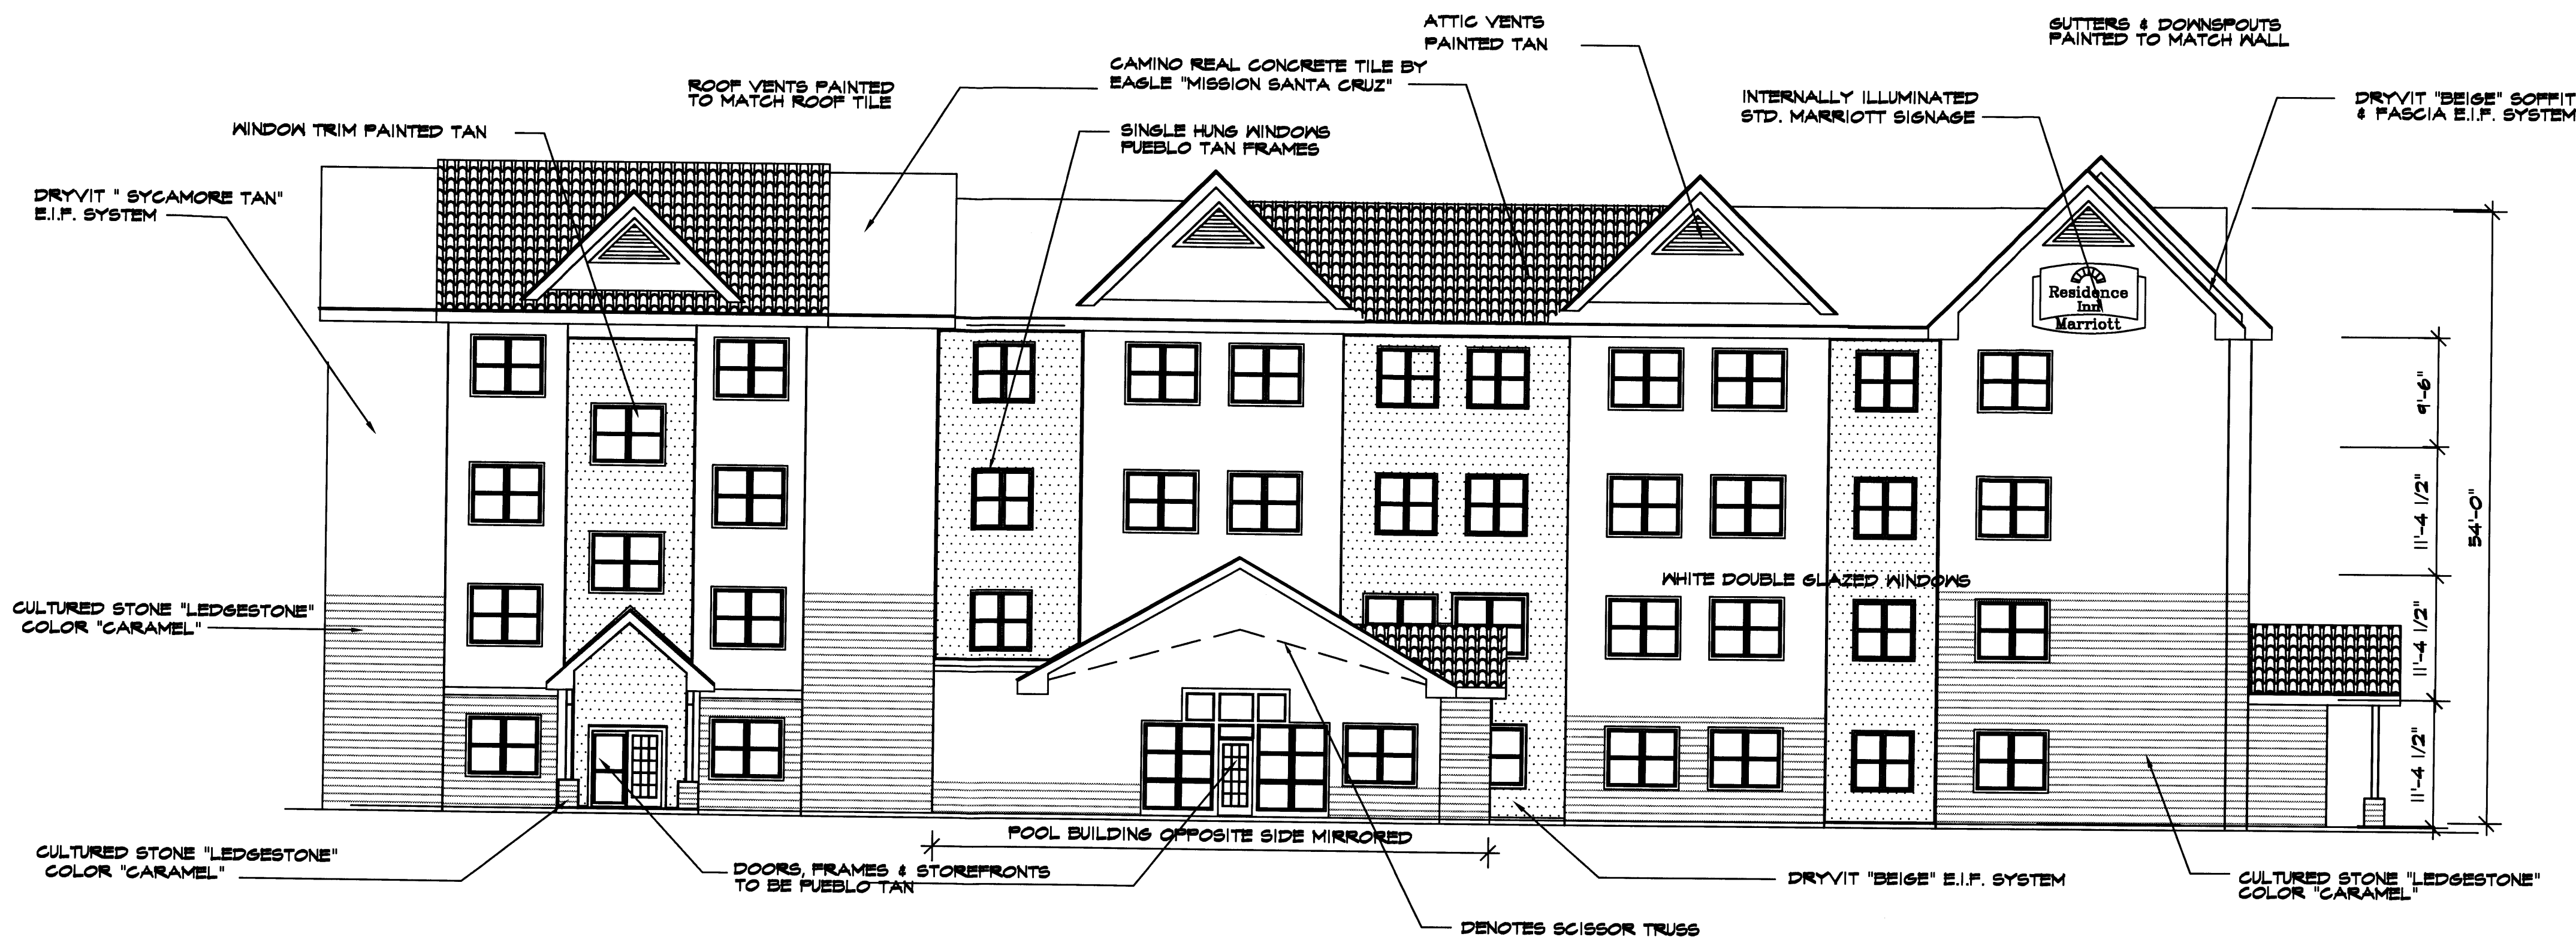 ATTIC VENTS
PAINTED TAN
GUTTERS & DOWNSPOUTS
PAINTED TO MATCH WALL
CAMINO REAL CONCRETE TILE BY
EAGLE "MISSION SANTA CRUZ"
ROOF VENTS PAINTED
TO MATCH ROOF TILE
INTERNALLY ILLUMINATED
STD. MARRIOTT SIGNAGE
DRYVIT "BEIGE" SOFFIT
& FASCIA E.I.F. SYSTEM
WINDOW TRIM PAINTED TAN
SINGLE HUNG WINDOWS
PUEBLO TAN FRAMES
DRYVIT " SYCAMORE TAN"
E.I.F. SYSTEM
Residence
Inn
Marriott
9'-6"
11'-4 1/2"
54'-0"
WHITE DOUBLE GLAZED WINDOWS
CULTURED STONE "LEDGESTONE"
COLOR "CARAMEL"
11'-4 1/2"
11'-4 1/2"
POOL BUILDING OPPOSITE SIDE MIRRORED
CULTURED STONE "LEDGESTONE"
COLOR "CARAMEL"
DOORS, FRAMES & STOREFRONTS
TO BE PUEBLO TAN
DRYVIT "BEIGE" E.I.F. SYSTEM
CULTURED STONE "LEDGESTONE"
COLOR "CARAMEL"
DENOTES SCISSOR TRUSS